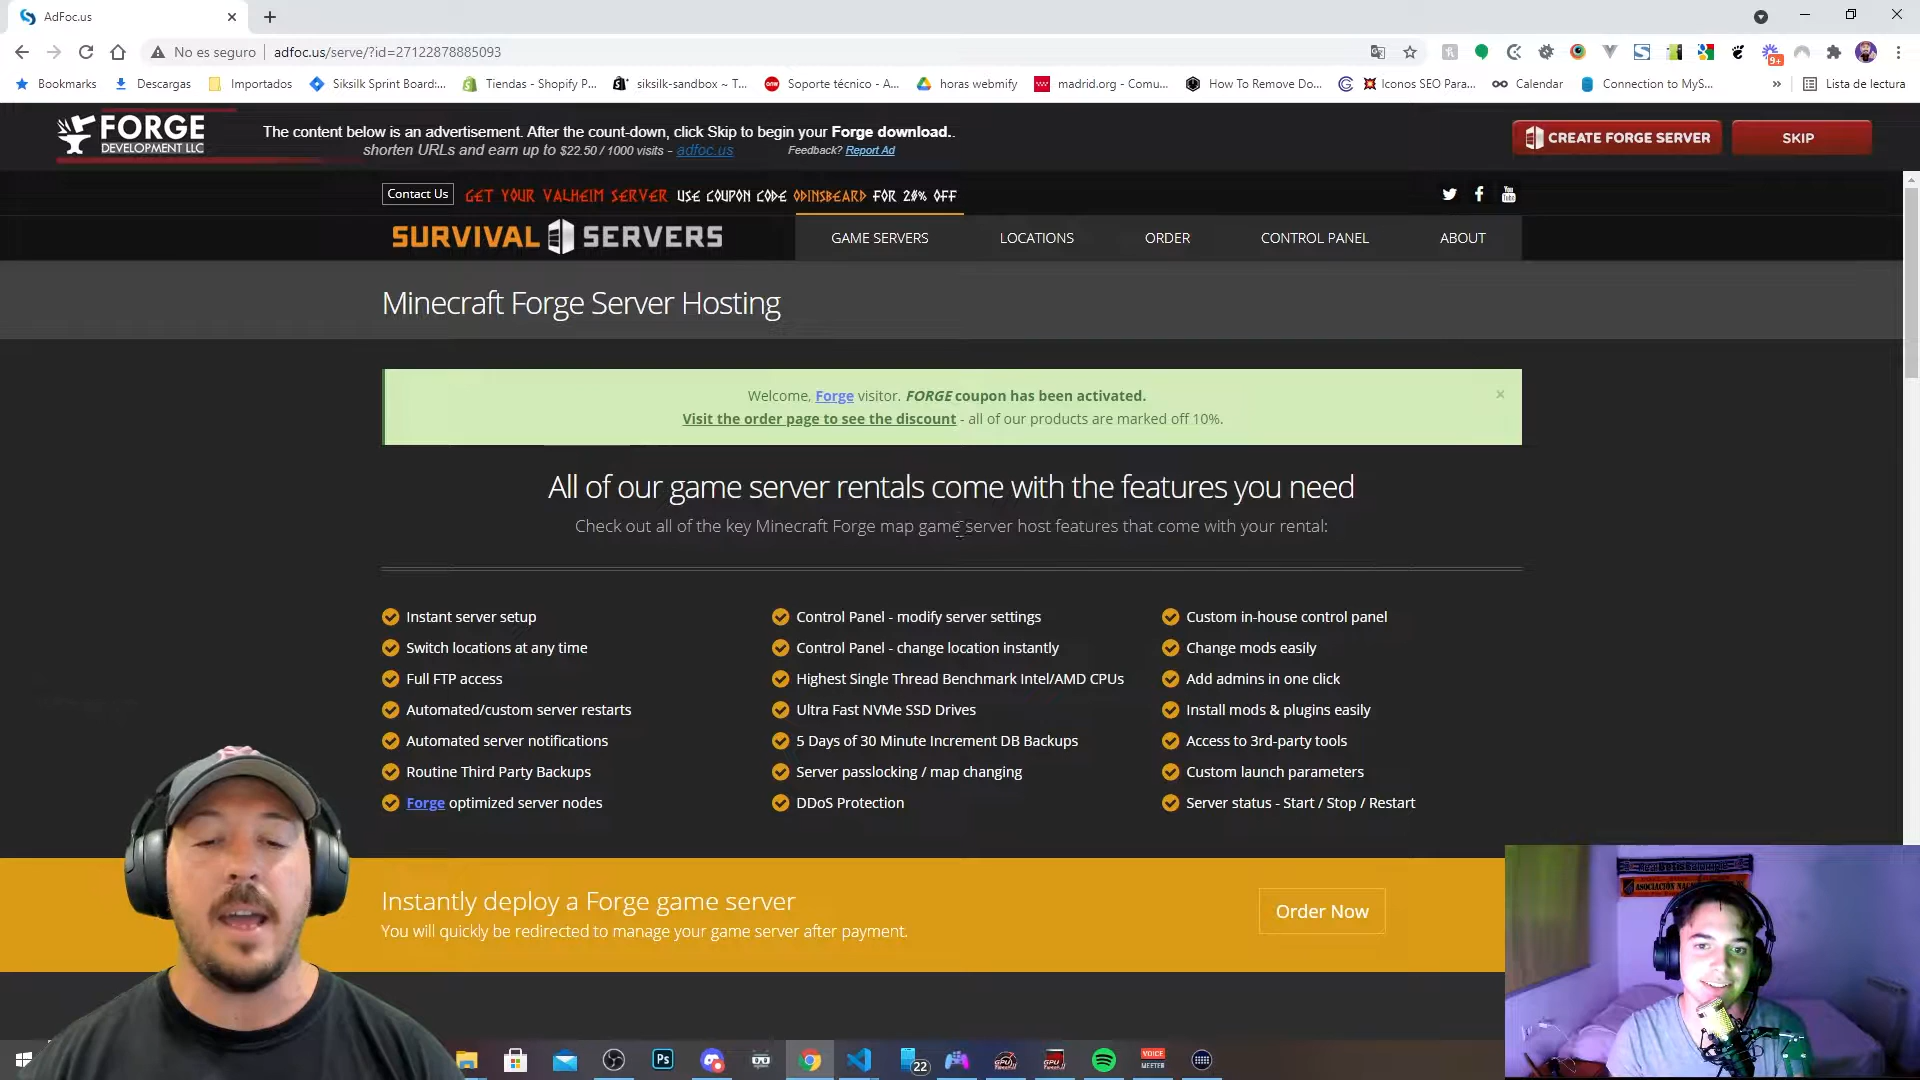 AdFoc.us
No es seguro
adfoc.us/serve/?id=27122878885093
9+
Bookmarks
Descargas
Importados
Siksilk Sprint Board:...
Tiendas - Shopify P...
siksilk-sandbox ~ T...
Soporte técnico - A...
horas webmify
madrid.org - Comu...
How To Remove Do...
Iconos SEO Para...
Calendar
Connection to MyS...
»
Lista de lectura
FORGE
DEVELOPMENT LLC
The content below is an advertisement. After the count-down, click Skip to begin your Forge download..
shorten URLs and earn up to $22.50 / 1000 visits - adfoc.us
Feedback? Report Ad
CREATE FORGE SERVER
SKIP
Contact Us
GET YOUR VALHEIM SERVER USE COUPON CODE ODINSBEARD FOR 20% OFF
You Tube
SURVIVAL SERVERS
GAME SERVERS
LOCATIONS
ORDER
CONTROL PANEL
ABOUT
Minecraft Forge Server Hosting
Welcome, Forge visitor. FORGE coupon has been activated.
Visit the order page to see the discount - all of our products are marked off 10%.
×
All of our game server rentals come with the features you need
Check out all of the key Minecraft Forge map game server host features that come with your rental:
Instant server setup
Switch locations at any time
Full FTP access
Automated/custom server restarts
Automated server notifications
Routine Third Party Backups
Forge optimized server nodes
Control Panel - modify server settings
Control Panel - change location instantly
Highest Single Thread Benchmark Intel/AMD CPUs
Ultra Fast NVMe SSD Drives
5 Days of 30 Minute Increment DB Backups
Server passlocking / map changing
DDoS Protection
Custom in-house control panel
Change mods easily
Add admins in one click
Install mods & plugins easily
Access to 3rd-party tools
Custom launch parameters
Server status - Start / Stop / Restart
Instantly deploy a Forge game server
You will quickly be redirected to manage your game server after payment.
Order Now
ASOCIACIÓN
Ps
22
GPU
GPU
VOICE
MEETER